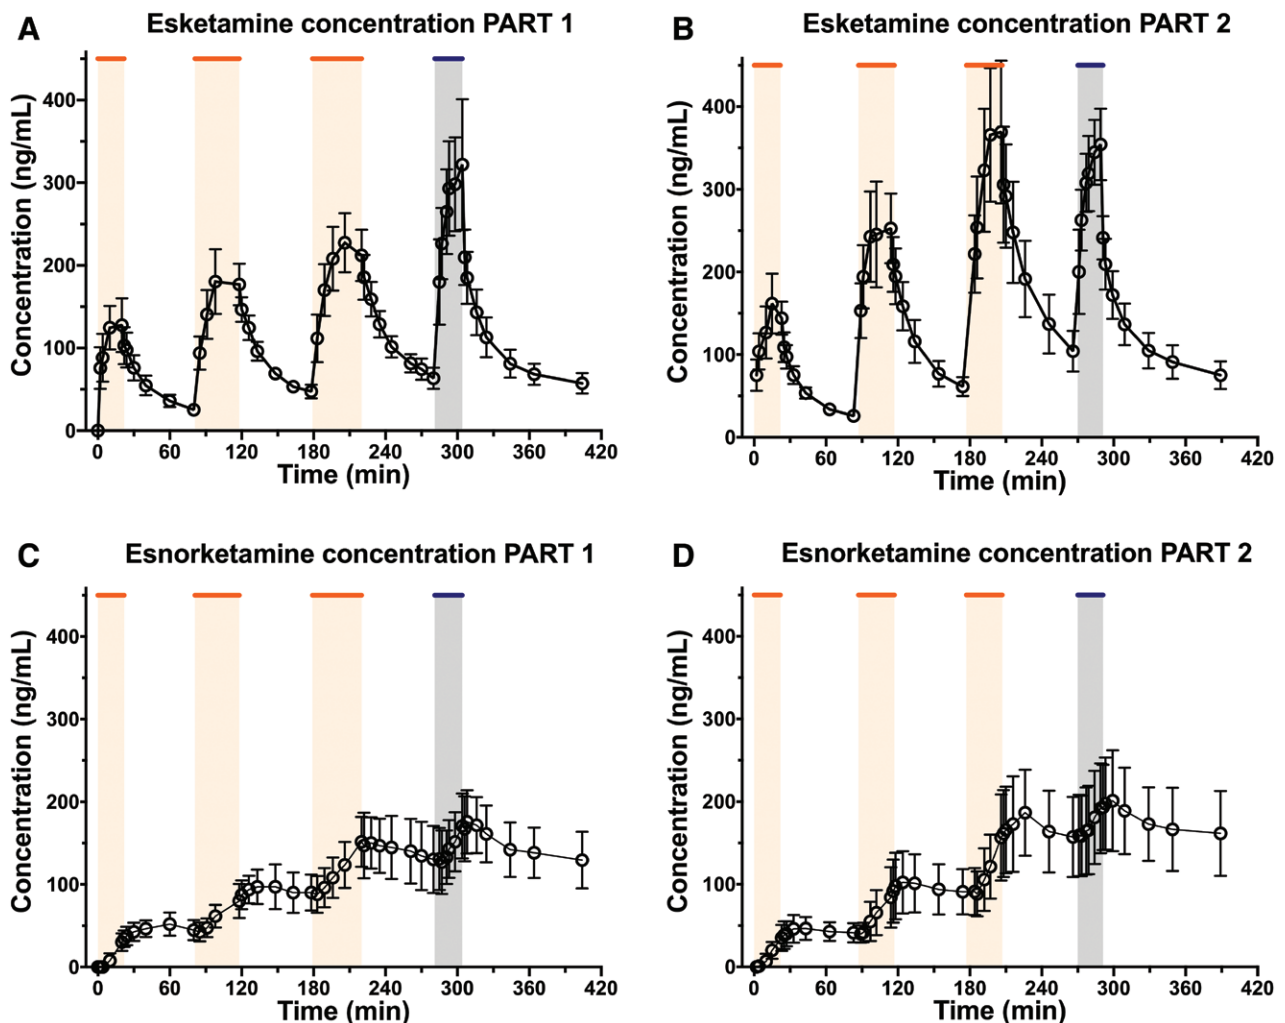 A Esketamine concentration PART 1
Concentration (ng/mL)
400
300
200
100
0
0 60 120 180 240 300 360 420
Time (min)
B Esketamine concentration PART 2
Concentration (ng/mL)
400
300
200
100
0
0 60 120 180 240 300 360 420
Time (min)
C Esnorketamine concentration PART 1
Concentration (ng/mL)
400
300
200
100
0
0 60 120 180 240 300 360 420
Time (min)
D Esnorketamine concentration PART 2
Concentration (ng/mL)
400
300
200
100
0
0 60 120 180 240 300 360 420
Time (min)